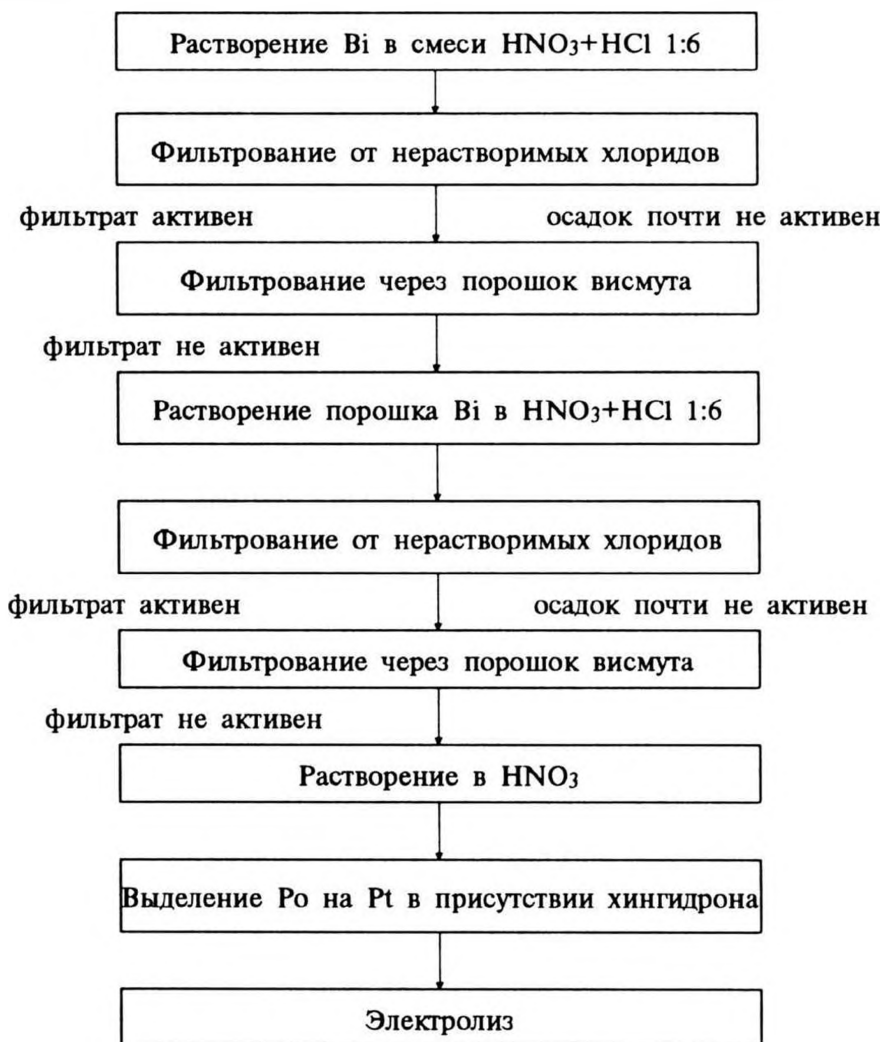 Растворение Bi в смеси HNO₃+HCl 1:6
Фильтрование от нерастворимых хлоридов
фильтрат активен осадок почти не активен
Фильтрование через порошок висмута
фильтрат не активен
Растворение порошка Bi в HNO₃+HCl 1:6
Фильтрование от нерастворимых хлоридов
фильтрат активен осадок почти не активен
Фильтрование через порошок висмута
фильтрат не активен
Растворение в HNO₃
Выделение Po на Pt в присутствии хингидрона
Электролиз